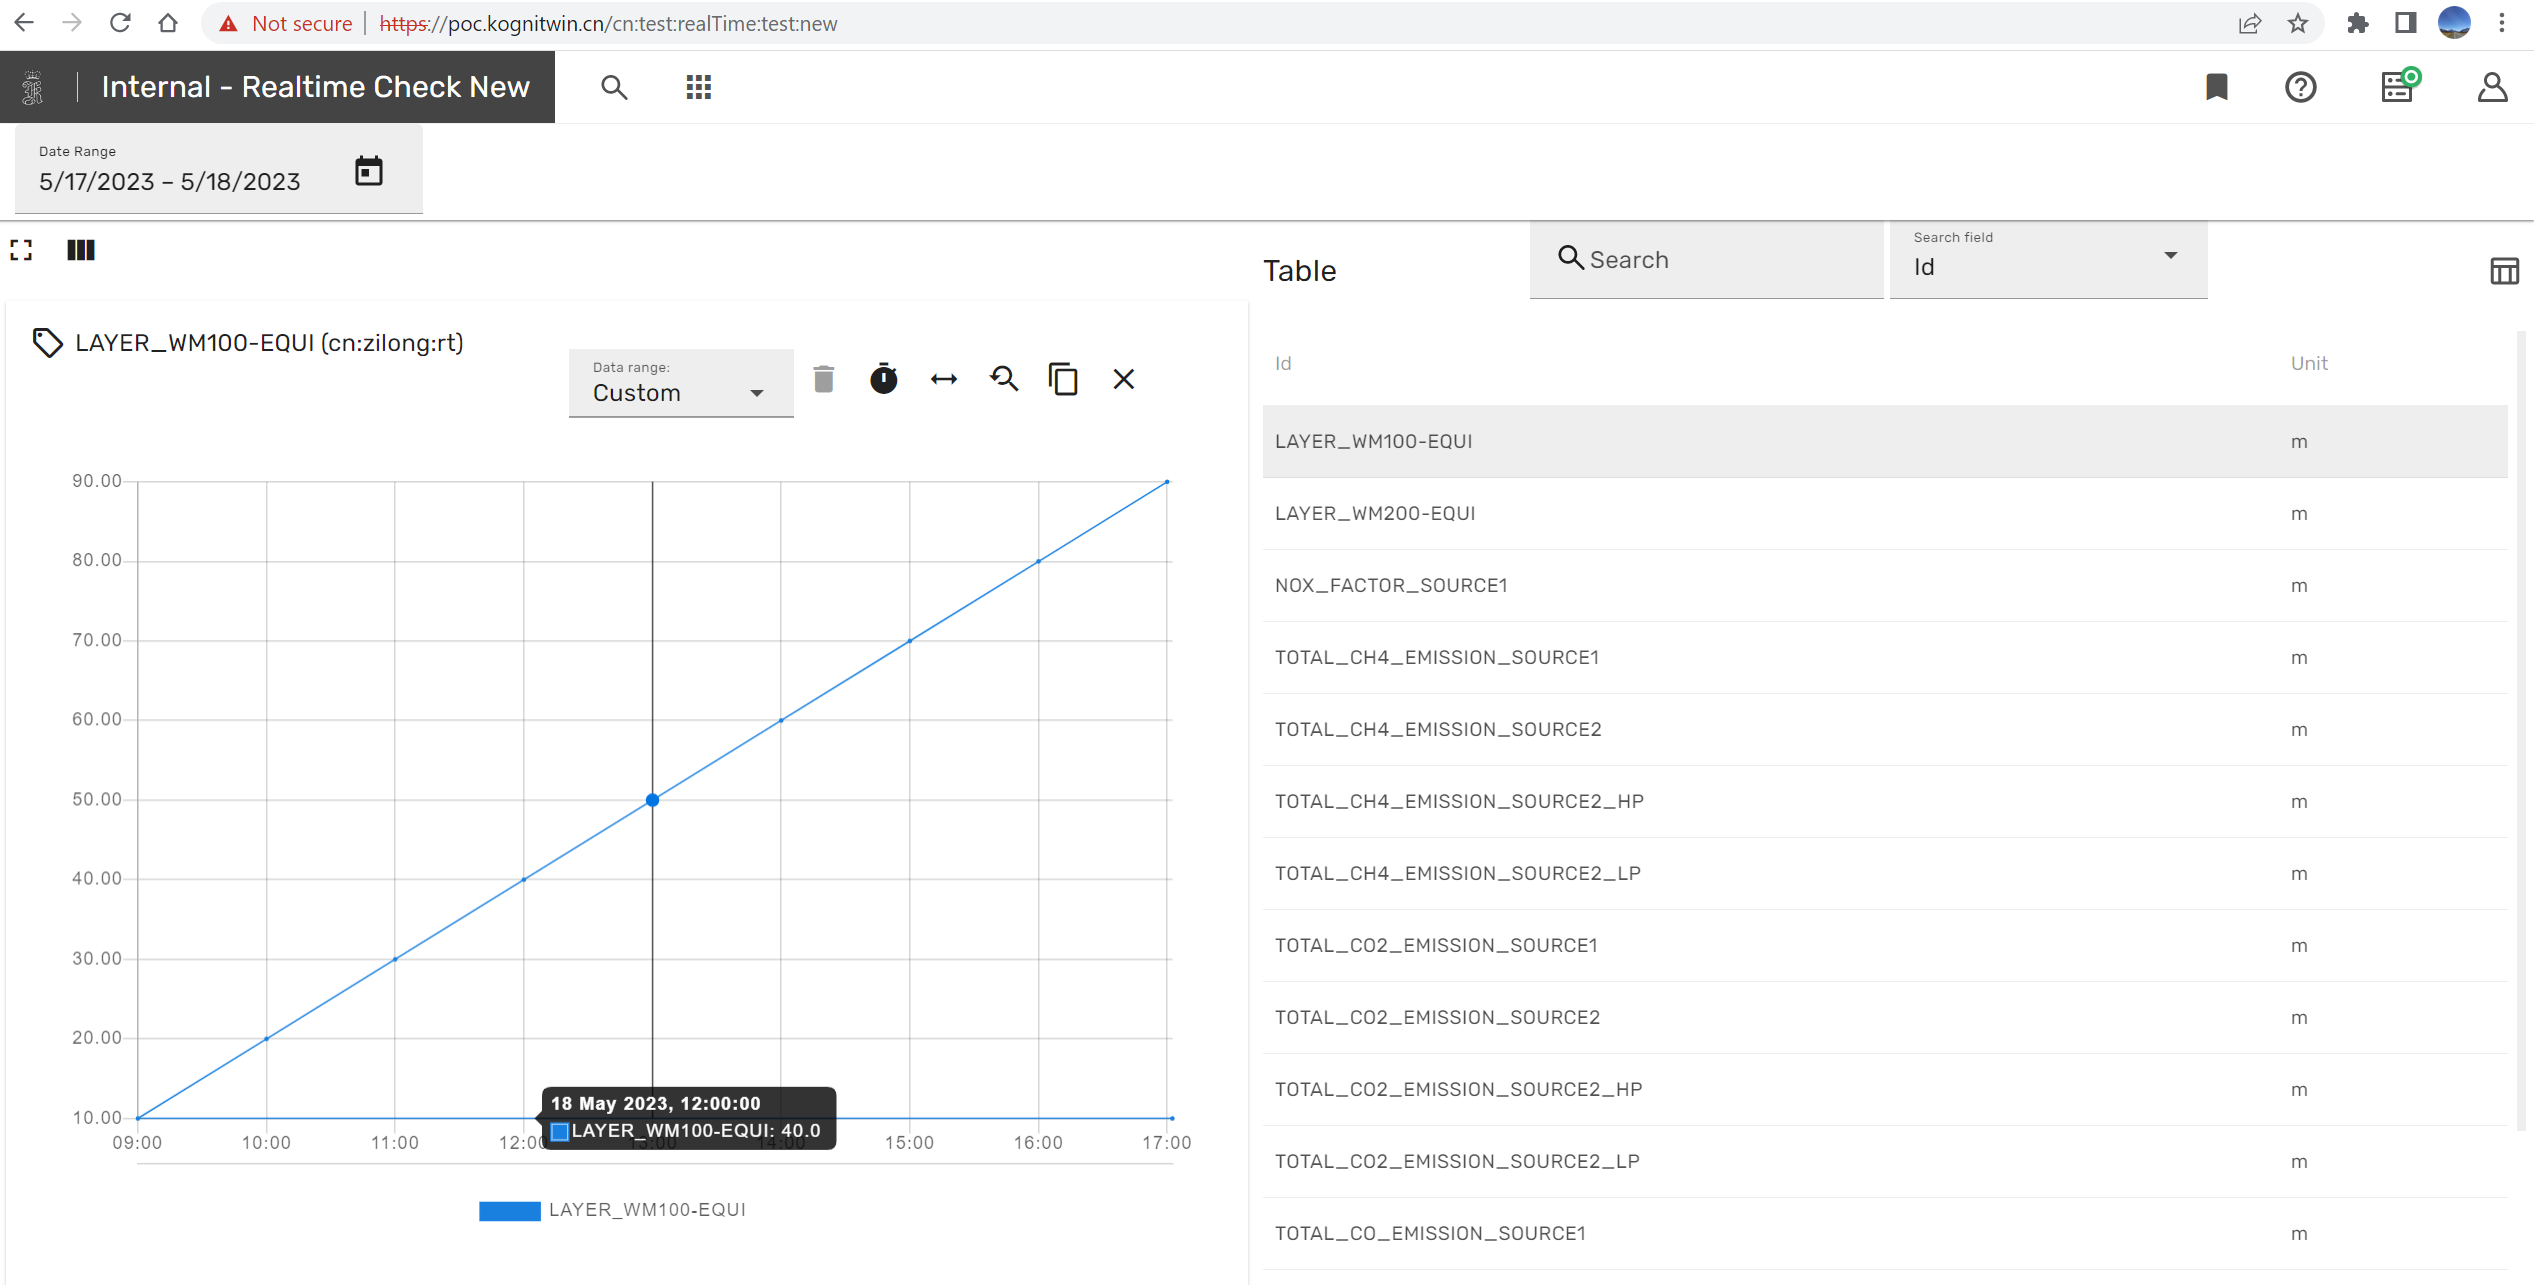 Not secure https://poc.kognitwin.cn/cn:test:realTime:test:new
Internal - Realtime Check New
Date Range
5/17/2023 – 5/18/2023
LAYER_WM100-EQUI (cn:zilong:rt)
Data range:
Custom
90.00
80.00
70.00
60.00
50.00
40.00
30.00
20.00
10.00
09:00 10:00 11:00 12:00 13:00 14:00 15:00 16:00 17:00
18 May 2023, 12:00:00
LAYER_WM100-EQUI: 40.0
LAYER_WM100-EQUI
Table
Search
Search field
Id
Id Unit
LAYER_WM100-EQUI m
LAYER_WM200-EQUI m
NOX_FACTOR_SOURCE1 m
TOTAL_CH4_EMISSION_SOURCE1 m
TOTAL_CH4_EMISSION_SOURCE2 m
TOTAL_CH4_EMISSION_SOURCE2_HP m
TOTAL_CH4_EMISSION_SOURCE2_LP m
TOTAL_CO2_EMISSION_SOURCE1 m
TOTAL_CO2_EMISSION_SOURCE2 m
TOTAL_CO2_EMISSION_SOURCE2_HP m
TOTAL_CO2_EMISSION_SOURCE2_LP m
TOTAL_CO_EMISSION_SOURCE1 m